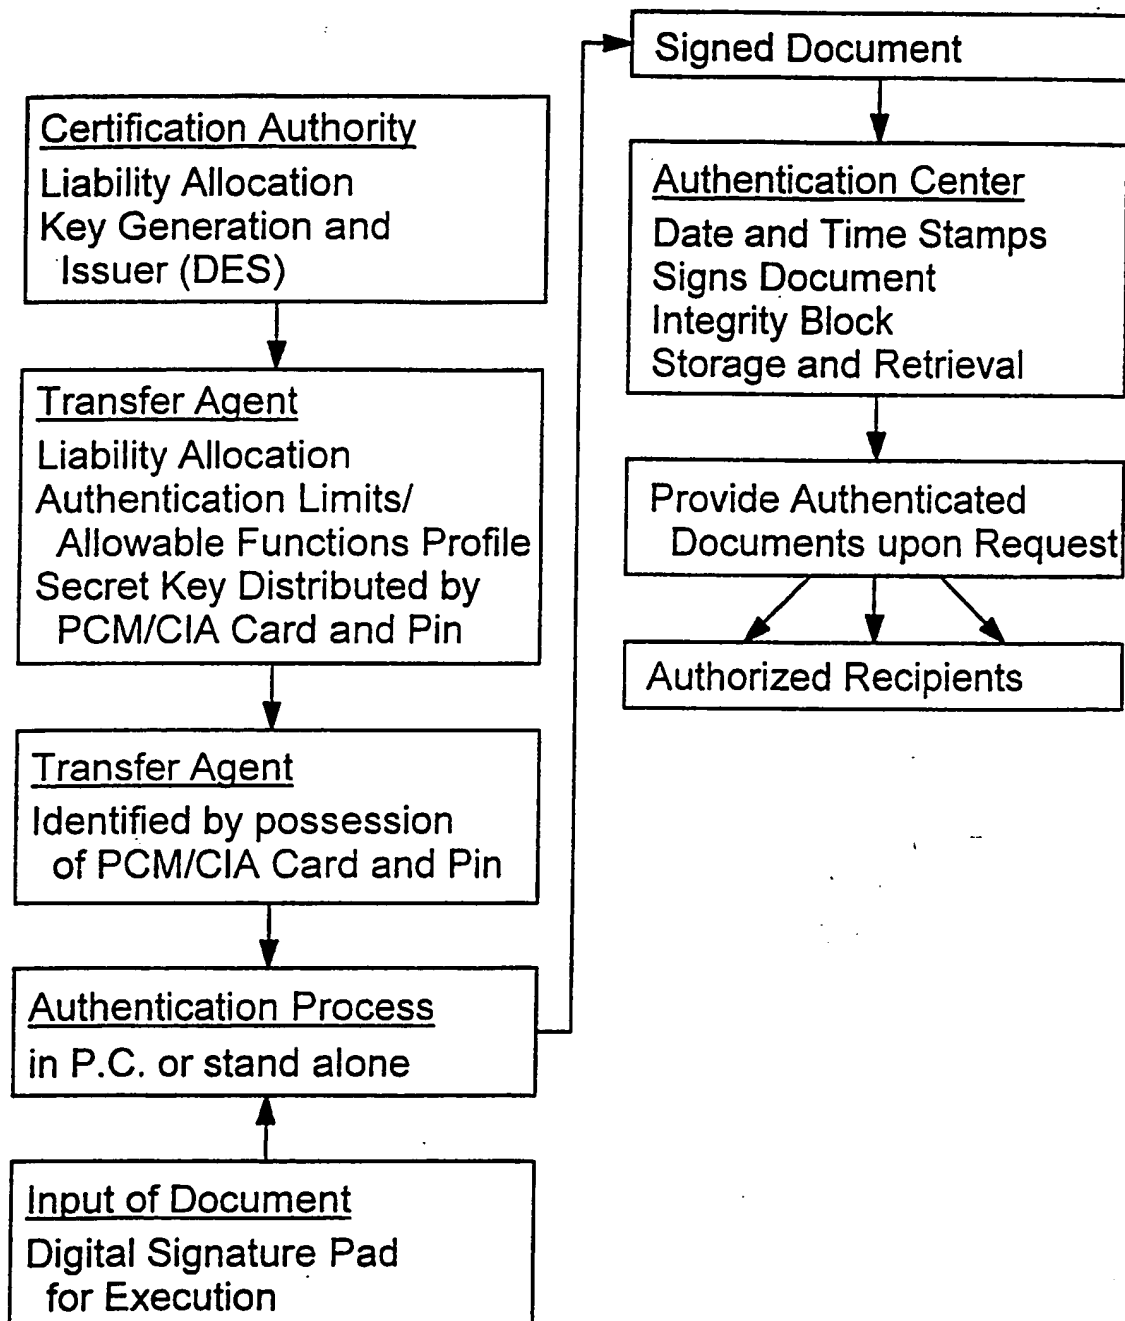 Certification Authority
Liability Allocation
Key Generation and
Issuer (DES)
Transfer Agent
Liability Allocation
Authentication Limits/
Allowable Functions Profile
Secret Key Distributed by
PCM/CIA Card and Pin
Transfer Agent
Identified by possession
of PCM/CIA Card and Pin
Authentication Process
in P.C. or stand alone
Input of Document
Digital Signature Pad
for Execution
Signed Document
Authentication Center
Date and Time Stamps
Signs Document
Integrity Block
Storage and Retrieval
Provide Authenticated
Documents upon Request
Authorized Recipients